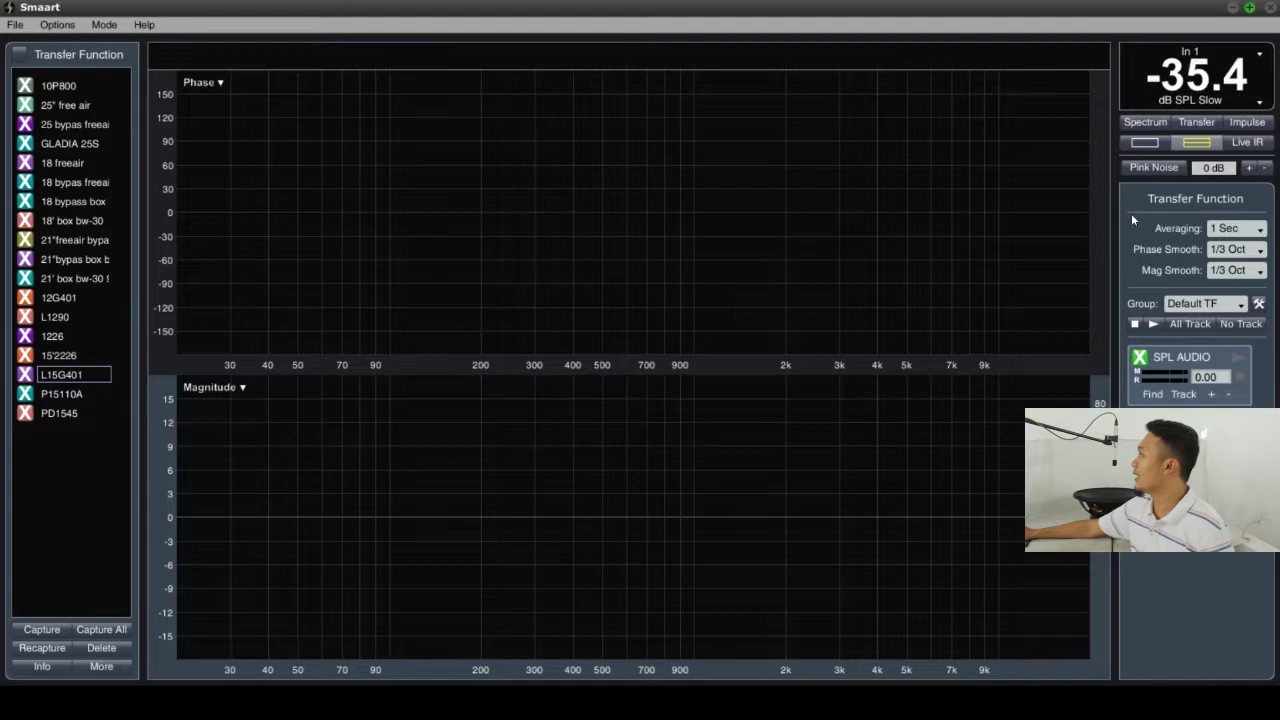 Smaart
File Options Mode Help
Transfer Function
10P800
25" free air
25 bypas freeai
GLADIA 25S
18 freeair
18 bypas freeai
18 bypass box
18' box bw-30
21"freeair bypa
21"bypas box b
21' box bw-30 9
12G401
L1290
1226
15'2226
L15G401
P15110A
PD1545
Capture Capture All
Recapture Delete
Info More
Phase
150
120
90
60
30
0
-30
-60
-90
-120
-150
30 40 50 70 90 200 300 400 500 700 900 2k 3k 4k 5k 7k 9k
Magnitude
15
12
9
6
3
0
-3
-6
-9
-12
-15
80
30 40 50 70 90 200 300 400 500 700 900 2k 3k 4k 5k 7k 9k
In 1
-35.4
dB SPL Slow
Spectrum Transfer Impulse
Live IR
Pink Noise 0 dB + -
Transfer Function
Averaging: 1 Sec
Phase Smooth: 1/3 Oct
Mag Smooth: 1/3 Oct
Group: Default TF
All Track No Track
SPL AUDIO
M
R
0.00
Find Track + -